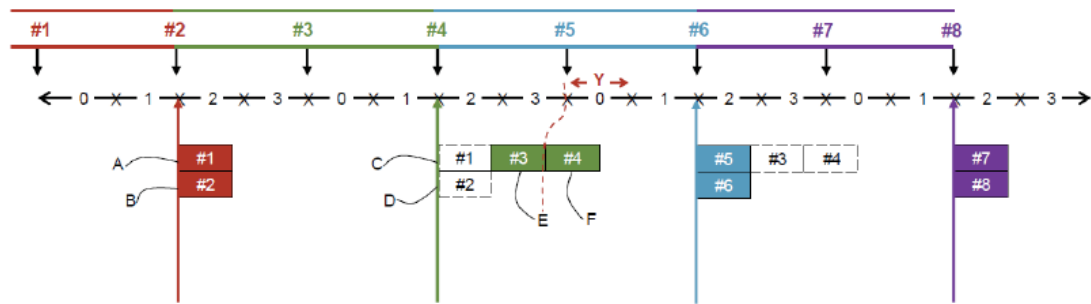 #1 #2 #3 #4 #5 #6 #7 #8
Y
0 1 2 3 0 1 2 3 0 1 2 3 0 1 2 3
A #1 C #1 #3 #4 #5 #3 #4 #7
B #2 D #2 E F #6 #8